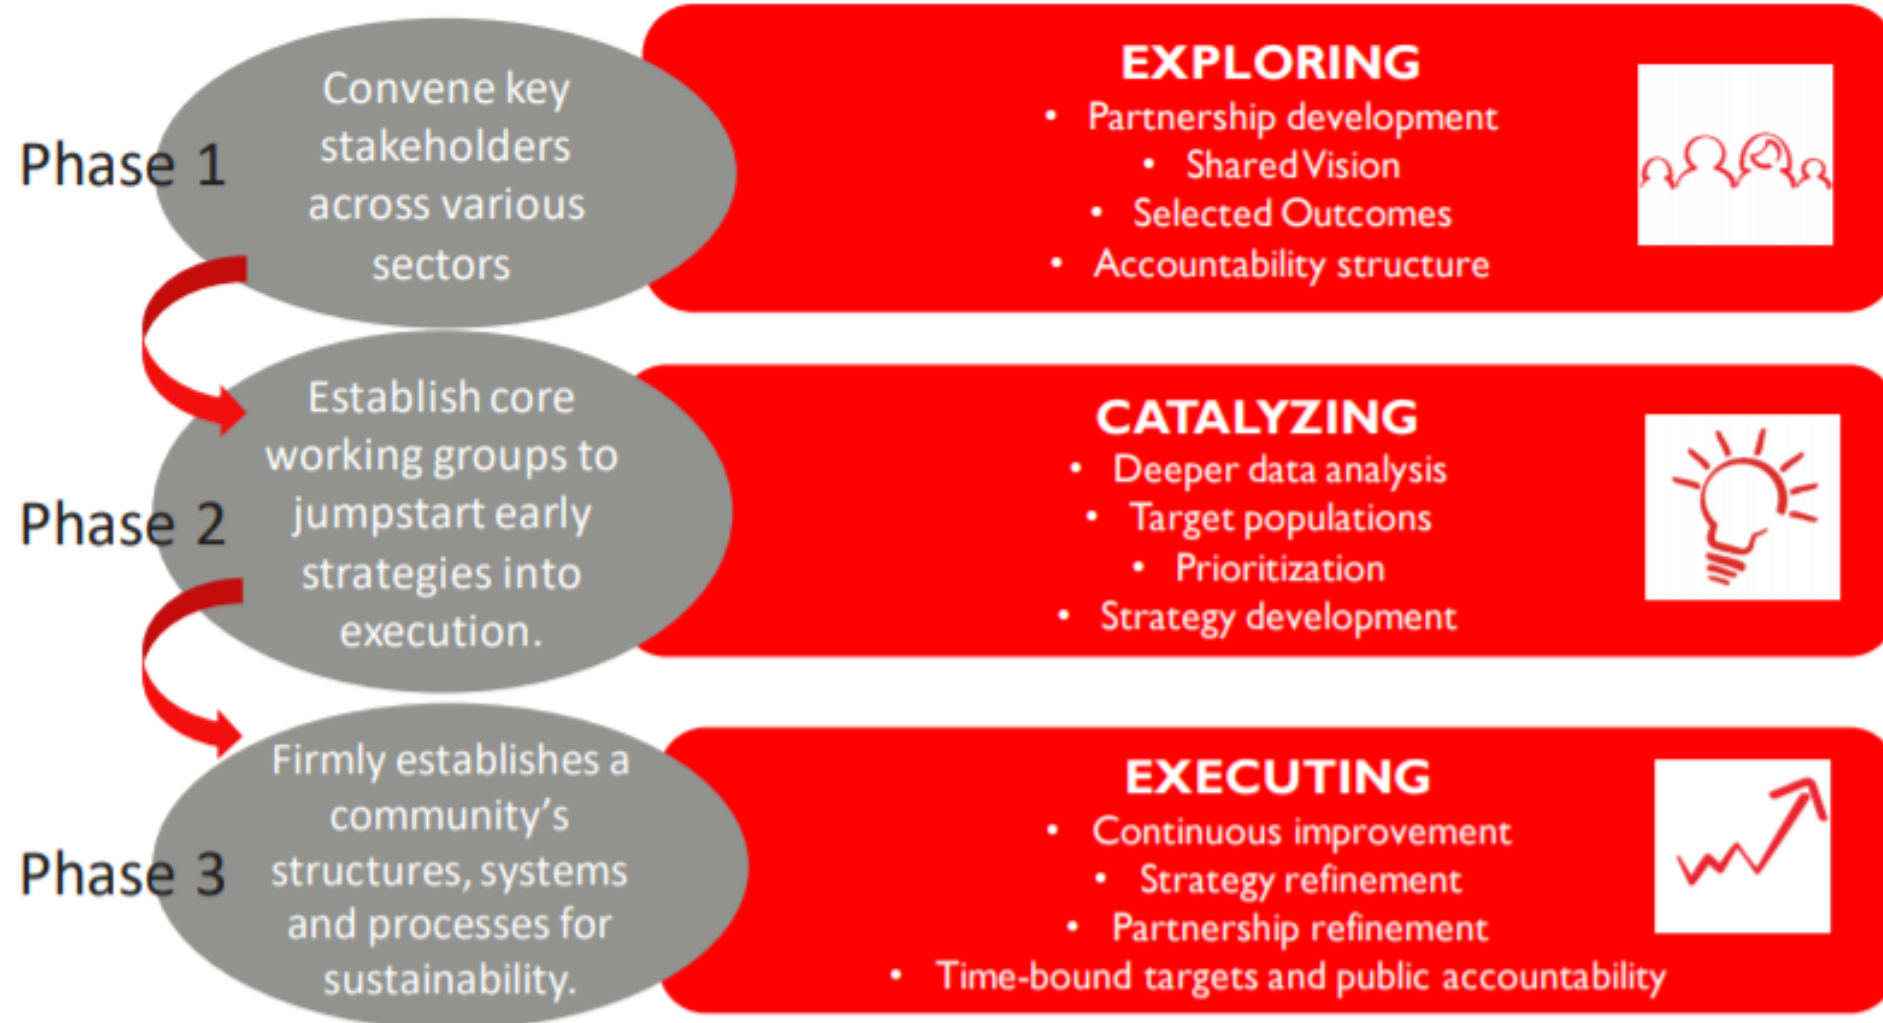 Phase 1
Convene key
stakeholders
across various
sectors
EXPLORING
• Partnership development
• Shared Vision
• Selected Outcomes
• Accountability structure
Phase 2
Establish core
working groups to
jumpstart early
strategies into
execution.
CATALYZING
• Deeper data analysis
• Target populations
• Prioritization
• Strategy development
Phase 3
Firmly establishes a
community’s
structures, systems
and processes for
sustainability.
EXECUTING
• Continuous improvement
• Strategy refinement
• Partnership refinement
• Time-bound targets and public accountability